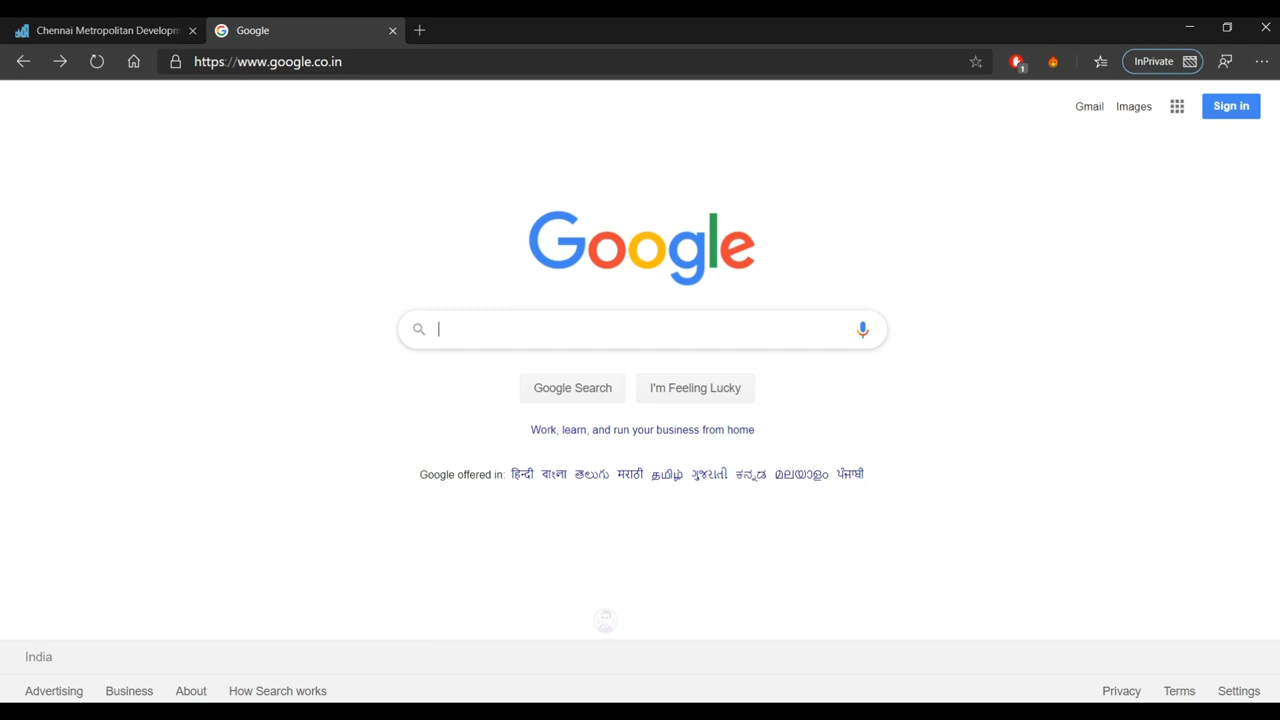 Chennai Metropolitan Developm
Google
https://www.google.co.in
1
InPrivate
Gmail Images
Sign in
Google
Google Search I'm Feeling Lucky
Work, learn, and run your business from home
Google offered in: हिन्दी বাংলা తెలుగు मराठी தமிழ் ગુજરાતી ಕನ್ನಡ മലയാളം ਪੰਜਾਬੀ
India
Advertising Business About How Search works
Privacy Terms Settings